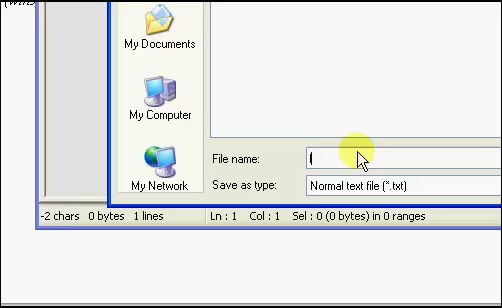 My Documents
My Computer
My Network
File name:
Save as type:
Normal text file (*.txt)
-2 chars 0 bytes 1 lines
Ln : 1 Col : 1 Sel : 0 (0 bytes) in 0 ranges